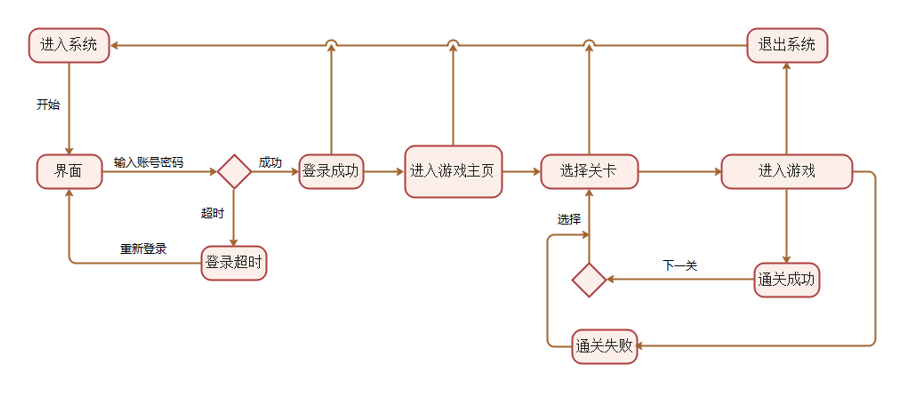 进入系统
退出系统
开始
界面
输入账号密码
成功
登录成功
进入游戏主页
选择关卡
进入游戏
超时
选择
重新登录
登录超时
下一关
通关成功
通关失败